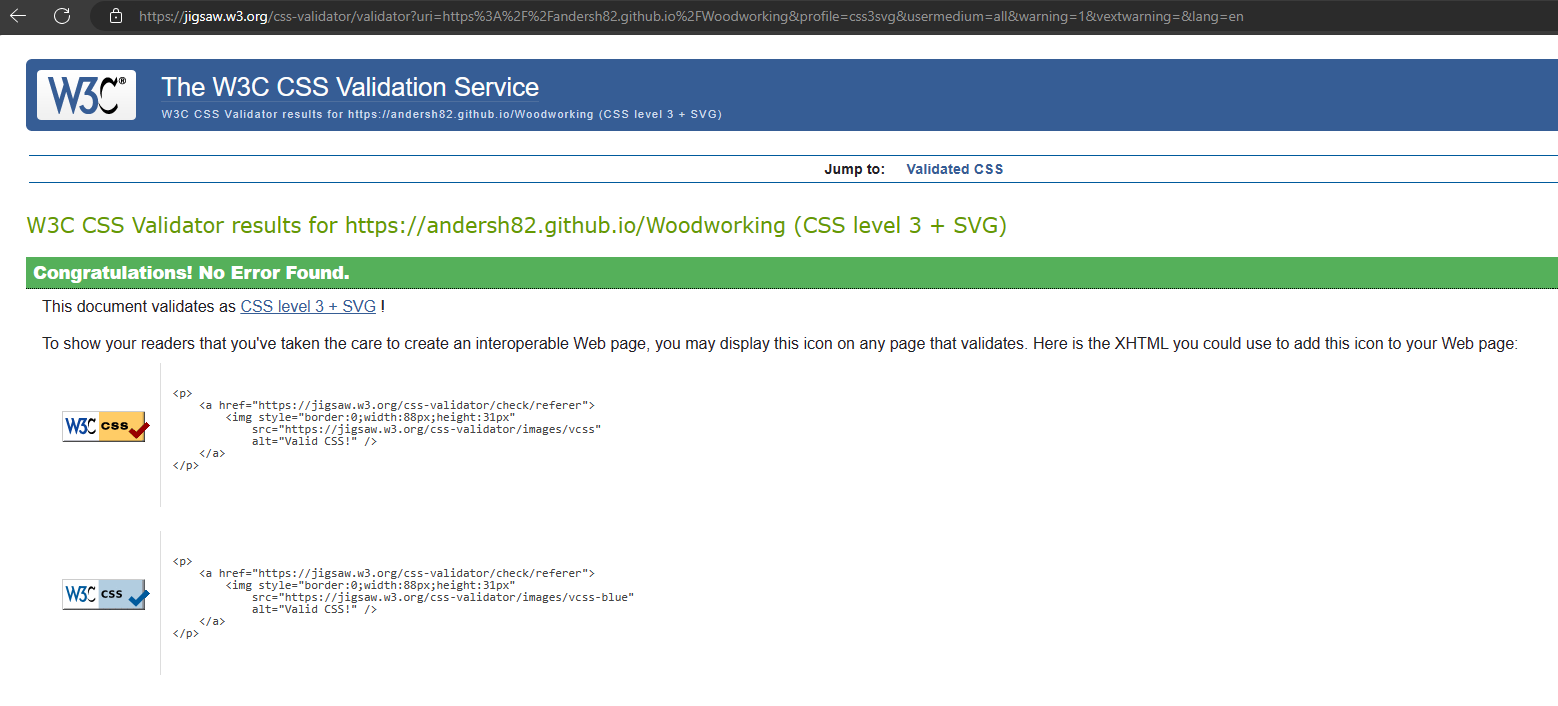 https://jigsaw.w3.org/css-validator/validator?uri=https%3A%2F%2Fandersh82.github.io%2FWoodworking&profile=css3svg&usermedium=all&warning=1&vextwarning=&lang=en
W3C®
The W3C CSS Validation Service
W3C CSS Validator results for https://andersh82.github.io/Woodworking (CSS level 3 + SVG)
Jump to: Validated CSS
W3C CSS Validator results for https://andersh82.github.io/Woodworking (CSS level 3 + SVG)
Congratulations! No Error Found.
This document validates as CSS level 3 + SVG !
To show your readers that you've taken the care to create an interoperable Web page, you may display this icon on any page that validates. Here is the XHTML you could use to add this icon to your Web page:
W3C css
<p>
    <a href="https://jigsaw.w3.org/css-validator/check/referer">
        <img style="border:0;width:88px;height:31px"
            src="https://jigsaw.w3.org/css-validator/images/vcss"
            alt="Valid CSS!" />
    </a>
</p>
W3C css
<p>
    <a href="https://jigsaw.w3.org/css-validator/check/referer">
        <img style="border:0;width:88px;height:31px"
            src="https://jigsaw.w3.org/css-validator/images/vcss-blue"
            alt="Valid CSS!" />
    </a>
</p>